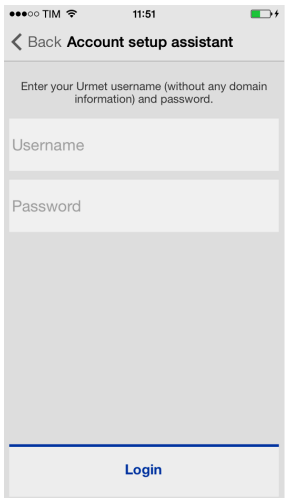 TIM 11:51
Back Account setup assistant
Enter your Urmet username (without any domain
information) and password.
Username
Password
Login